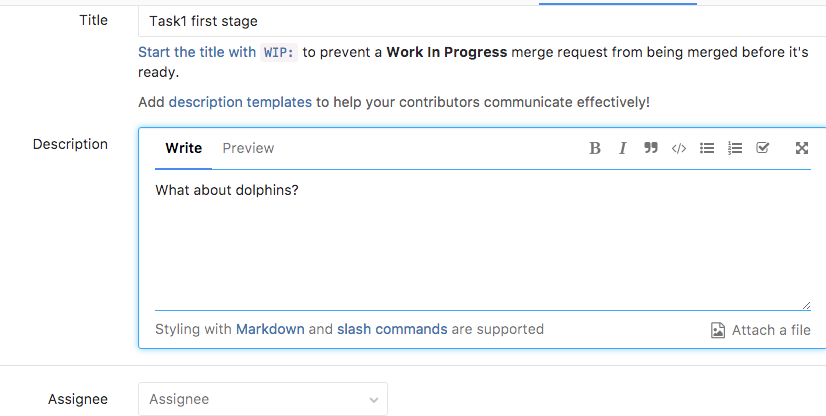 Title
Task1 first stage
Start the title with WIP: to prevent a Work In Progress merge request from being merged before it's
ready.
Add description templates to help your contributors communicate effectively!
Description
Write Preview
What about dolphins?
Styling with Markdown and slash commands are supported
Attach a file
Assignee
Assignee